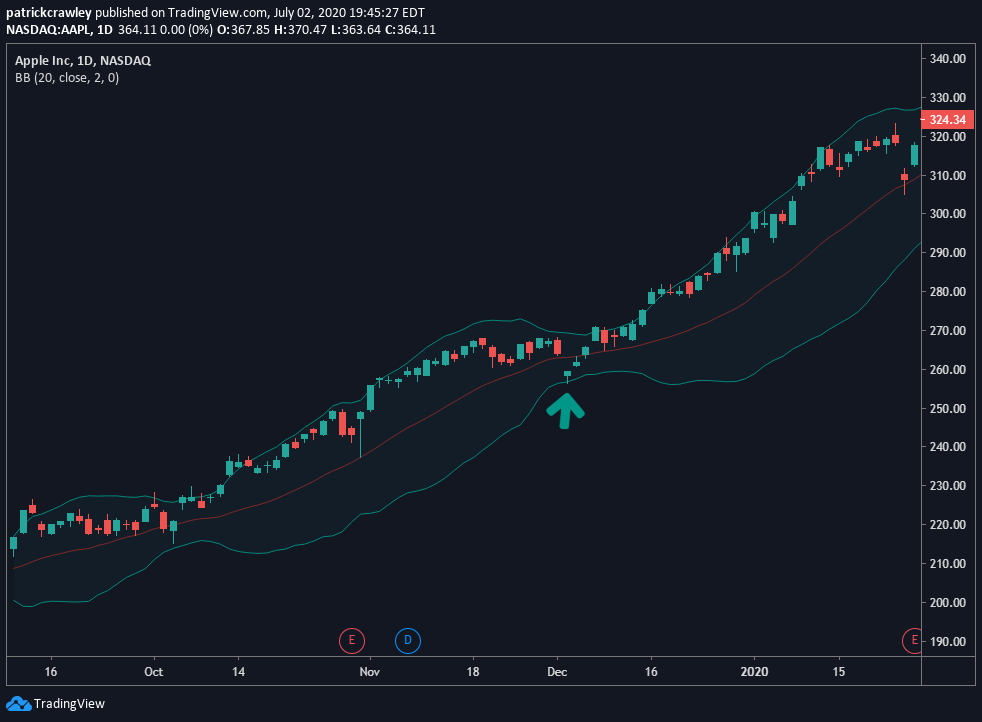 patrickcrawley published on TradingView.com, July 02, 2020 19:45:27 EDT
NASDAQ:AAPL, 1D 364.11 0.00 (0%) O:367.85 H:370.47 L:363.64 C:364.11
Apple Inc, 1D, NASDAQ
BB (20, close, 2, 0)
340.00
330.00
324.34
320.00
310.00
300.00
290.00
280.00
270.00
260.00
250.00
240.00
230.00
220.00
210.00
200.00
190.00
E D E
16 Oct 14 Nov 18 Dec 16 2020 15
TradingView